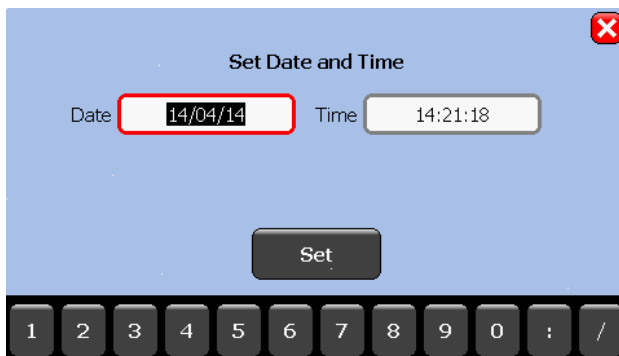 Set Date and Time
Date 14/04/14 Time 14:21:18
Set
1 2 3 4 5 6 7 8 9 0 : /